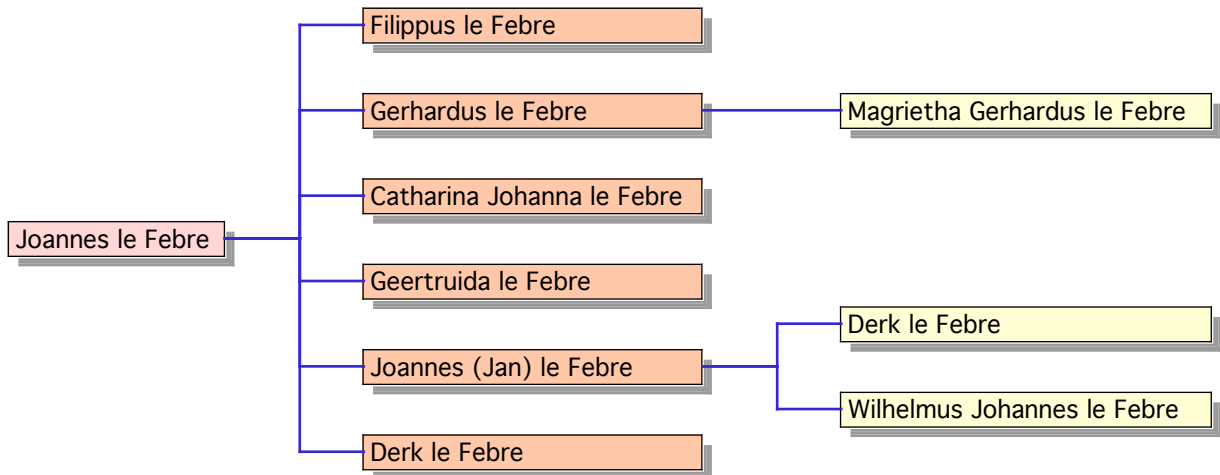 Filippus le Febre
Gerhardus le Febre
Magrietha Gerhardus le Febre
Catharina Johanna le Febre
Joannes le Febre
Geertruida le Febre
Derk le Febre
Joannes (Jan) le Febre
Wilhelmus Johannes le Febre
Derk le Febre